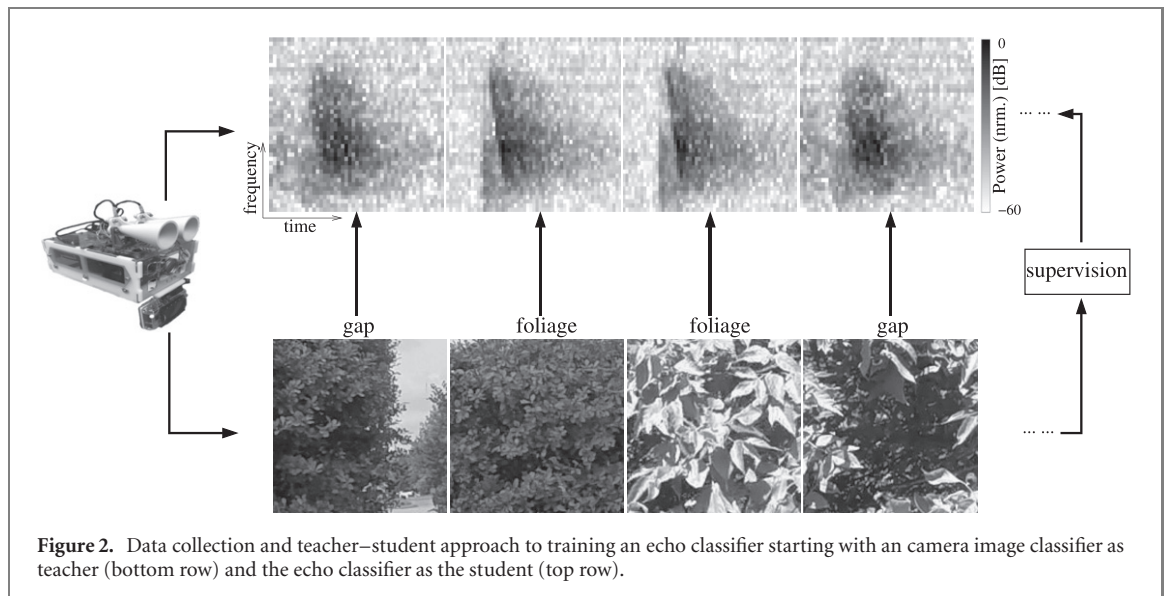 0
Power (nrm.) [dB]
−60
... ...
frequency
time
supervision
gap foliage foliage gap
... ...
Figure 2. Data collection and teacher−student approach to training an echo classifier starting with an camera image classifier as
teacher (bottom row) and the echo classifier as the student (top row).